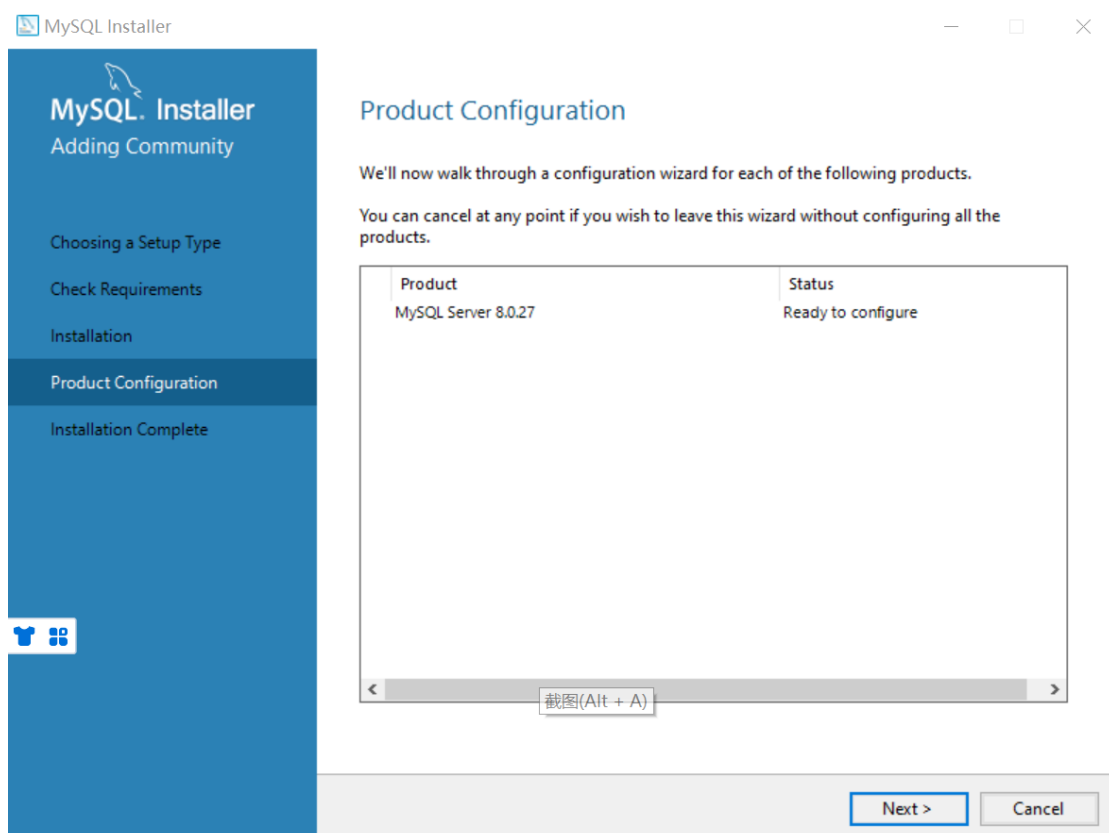 MySQL Installer
MySQL. Installer
Adding Community
Choosing a Setup Type
Check Requirements
Installation
Product Configuration
Installation Complete
Product Configuration
We'll now walk through a configuration wizard for each of the following products.
You can cancel at any point if you wish to leave this wizard without configuring all the
products.
Product Status
MySQL Server 8.0.27 Ready to configure
截图(Alt + A)
Next > Cancel